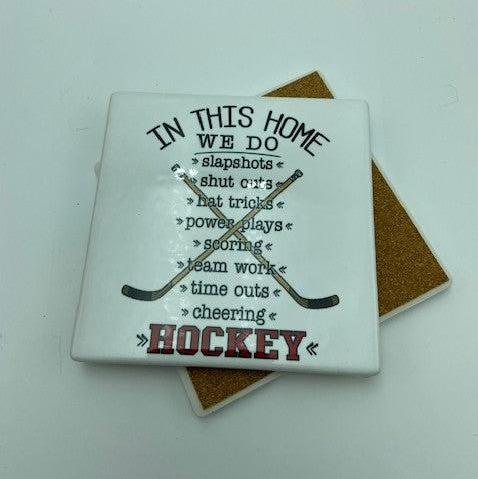 IN THIS HOME
WE DO
» slapshots «
» shut outs «
» hat tricks «
» power plays «
» scoring «
» team work «
» time outs «
» cheering «
» HOCKEY «